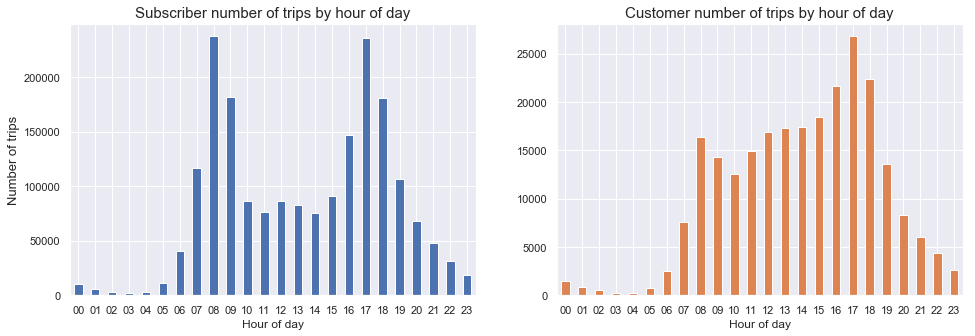 Subscriber number of trips by hour of day
Number of trips
200000
150000
100000
50000
0
00 01 02 03 04 05 06 07 08 09 10 11 12 13 14 15 16 17 18 19 20 21 22 23
Hour of day
Customer number of trips by hour of day
25000
20000
15000
10000
5000
0
00 01 02 03 04 05 06 07 08 09 10 11 12 13 14 15 16 17 18 19 20 21 22 23
Hour of day